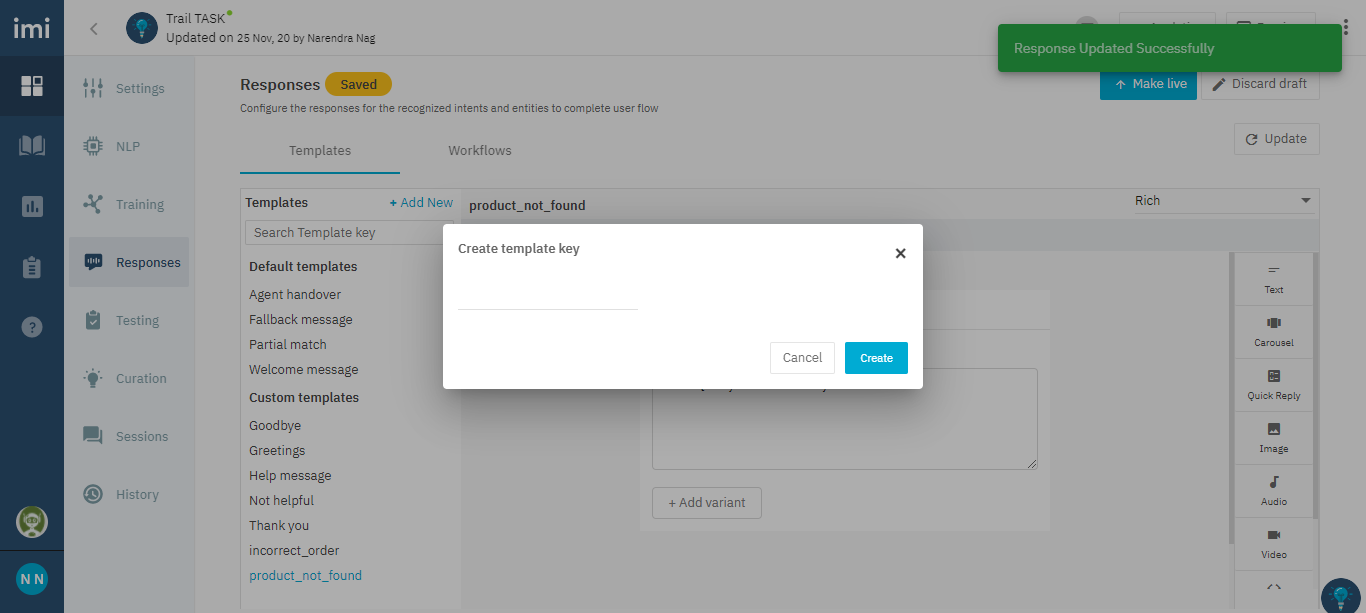 imi
Trail TASK
Updated on 25 Nov, 20 by Narendra Nag
Response Updated Successfully
Settings
NLP
Training
Responses
Testing
Curation
Sessions
History
N N
Responses
Saved
Configure the responses for the recognized intents and entities to complete user flow
Make live
Discard draft
Update
Templates
Workflows
Templates
+ Add New
Search Template key
Default templates
Agent handover
Fallback message
Partial match
Welcome message
Custom templates
Goodbye
Greetings
Help message
Not helpful
Thank you
incorrect_order
product_not_found
product_not_found
Rich
Create template key
×
Cancel
Create
+ Add variant
Text
Carousel
Quick Reply
Image
Audio
Video